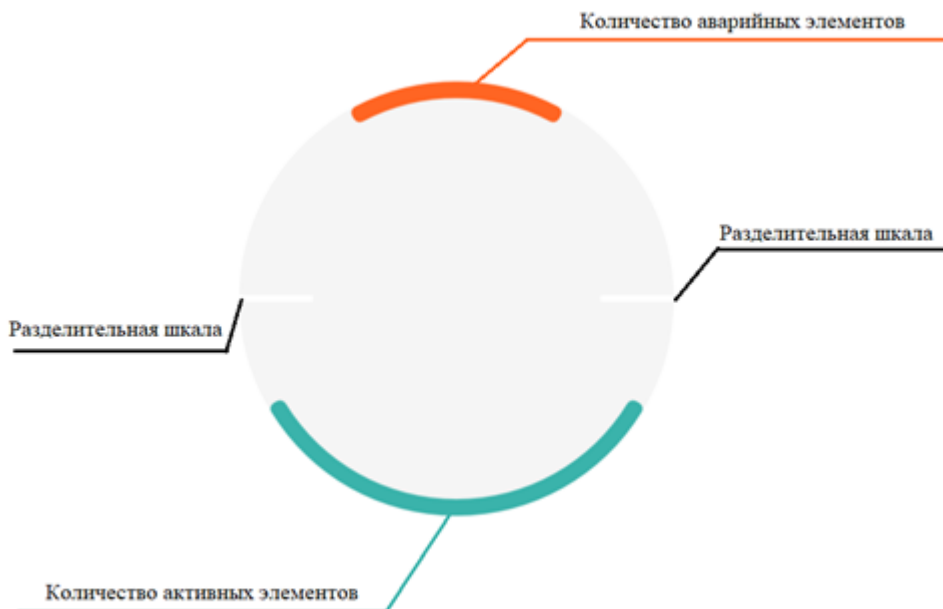 Количество аварийных элементов
Разделительная шкала
Разделительная шкала
Количество активных элементов